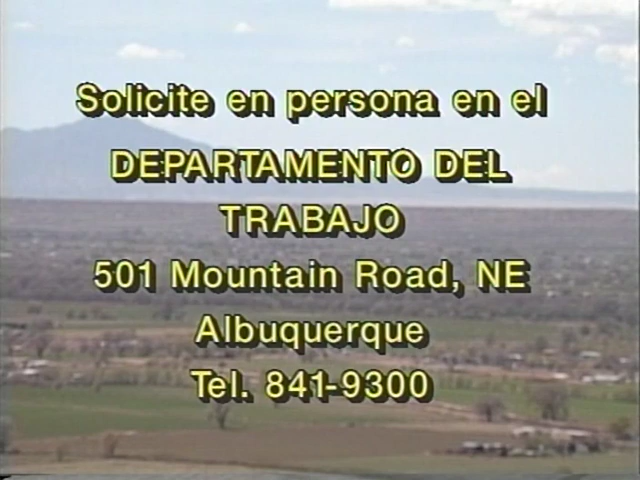 Solicite en persona en el
DEPARTAMENTO DEL
TRABAJO
501 Mountain Road, NE
Albuquerque
Tel. 841-9300